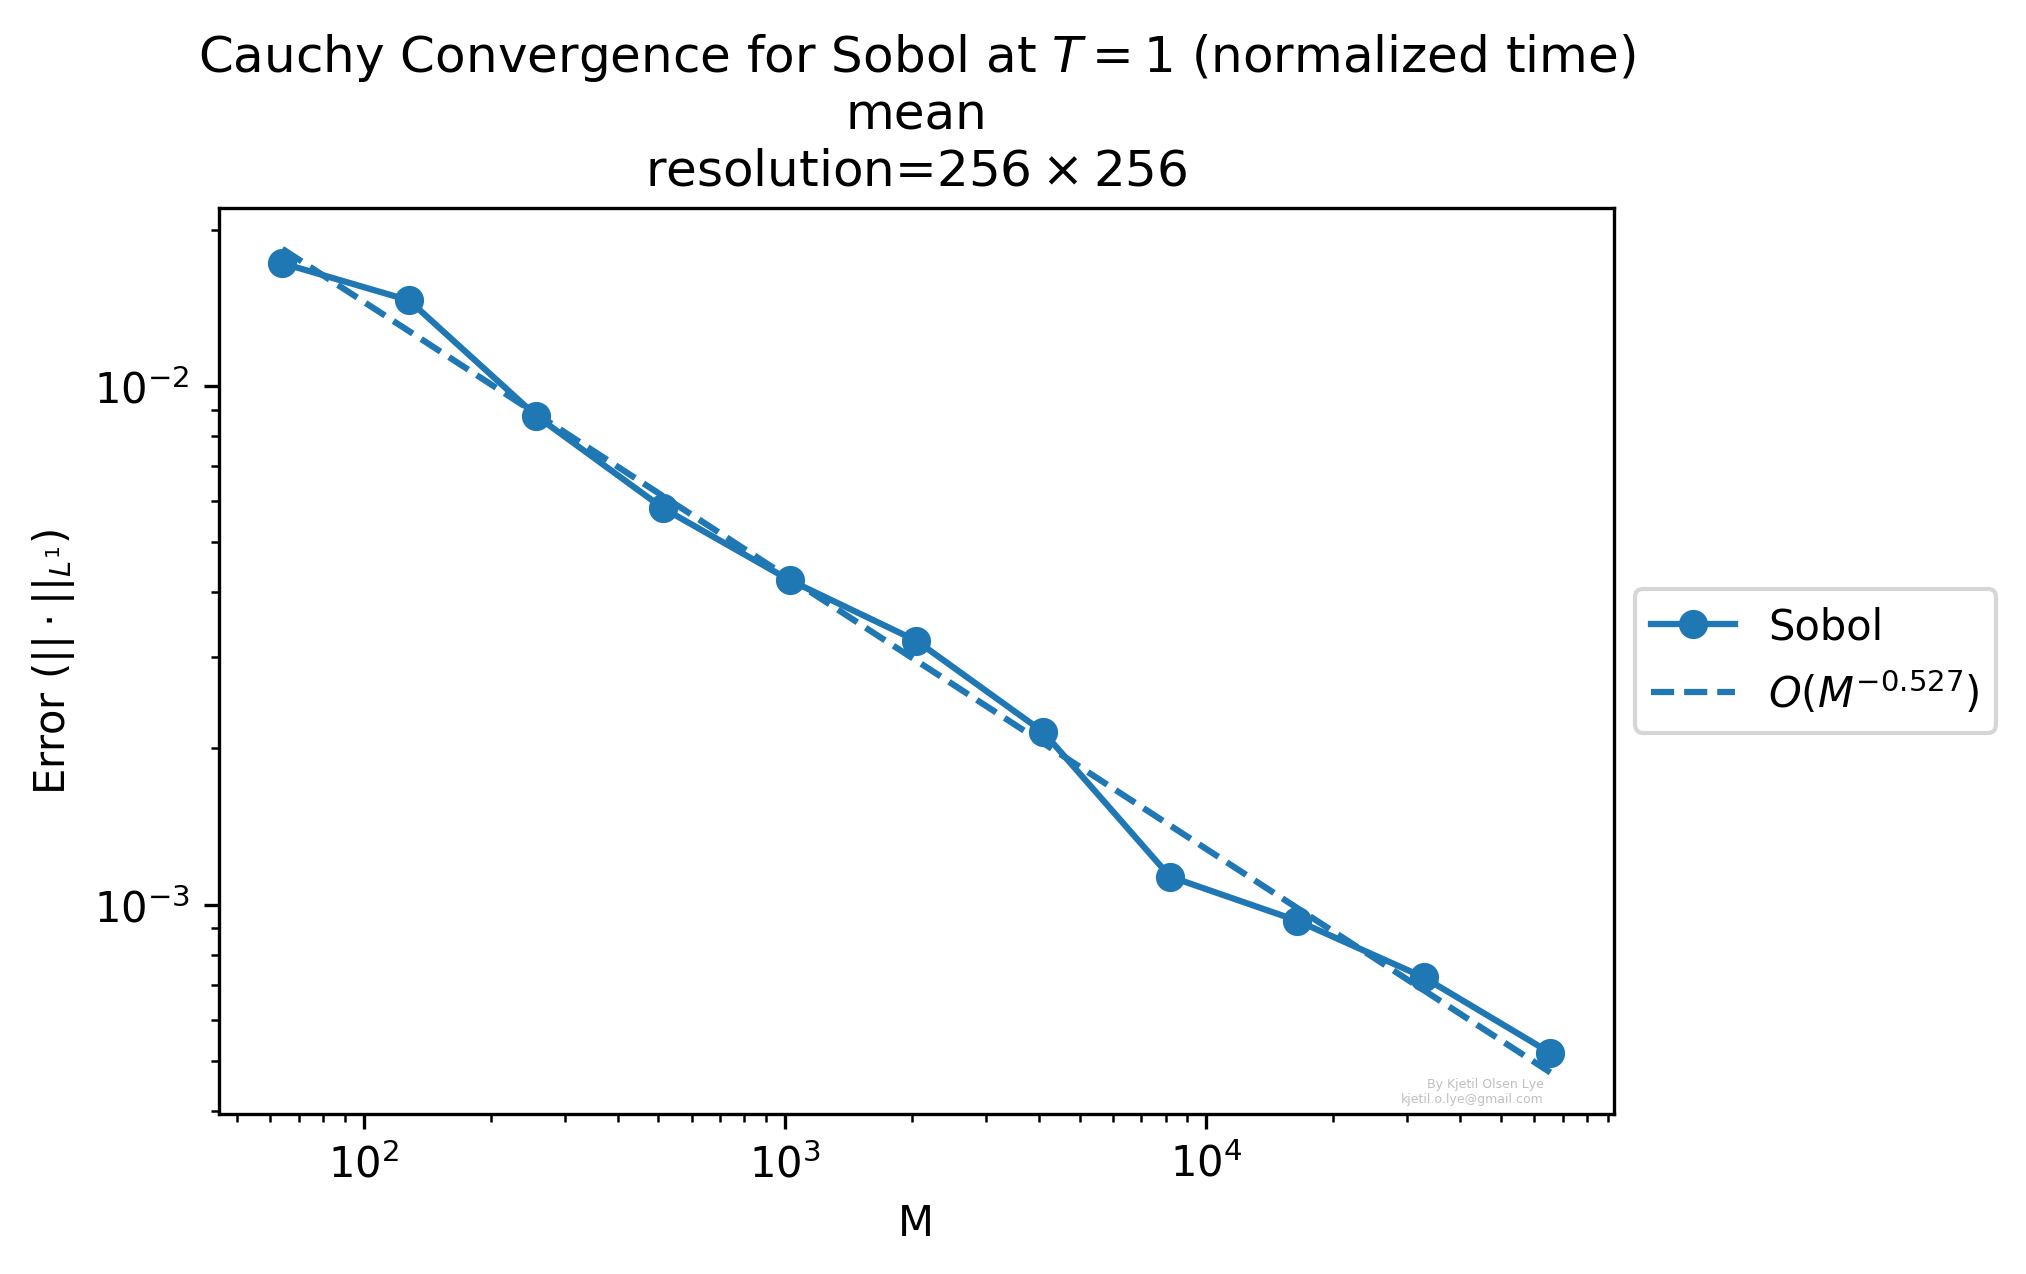 Cauchy Convergence for Sobol at T = 1 (normalized time)
mean
resolution=256 × 256
Error (|| · ||_{L¹})
10⁻²
10⁻³
10²
10³
10⁴
M
Sobol
O(M⁻⁰·⁵²⁷)
By Kjetil Olsen Lye
kjetil.o.lye@gmail.com